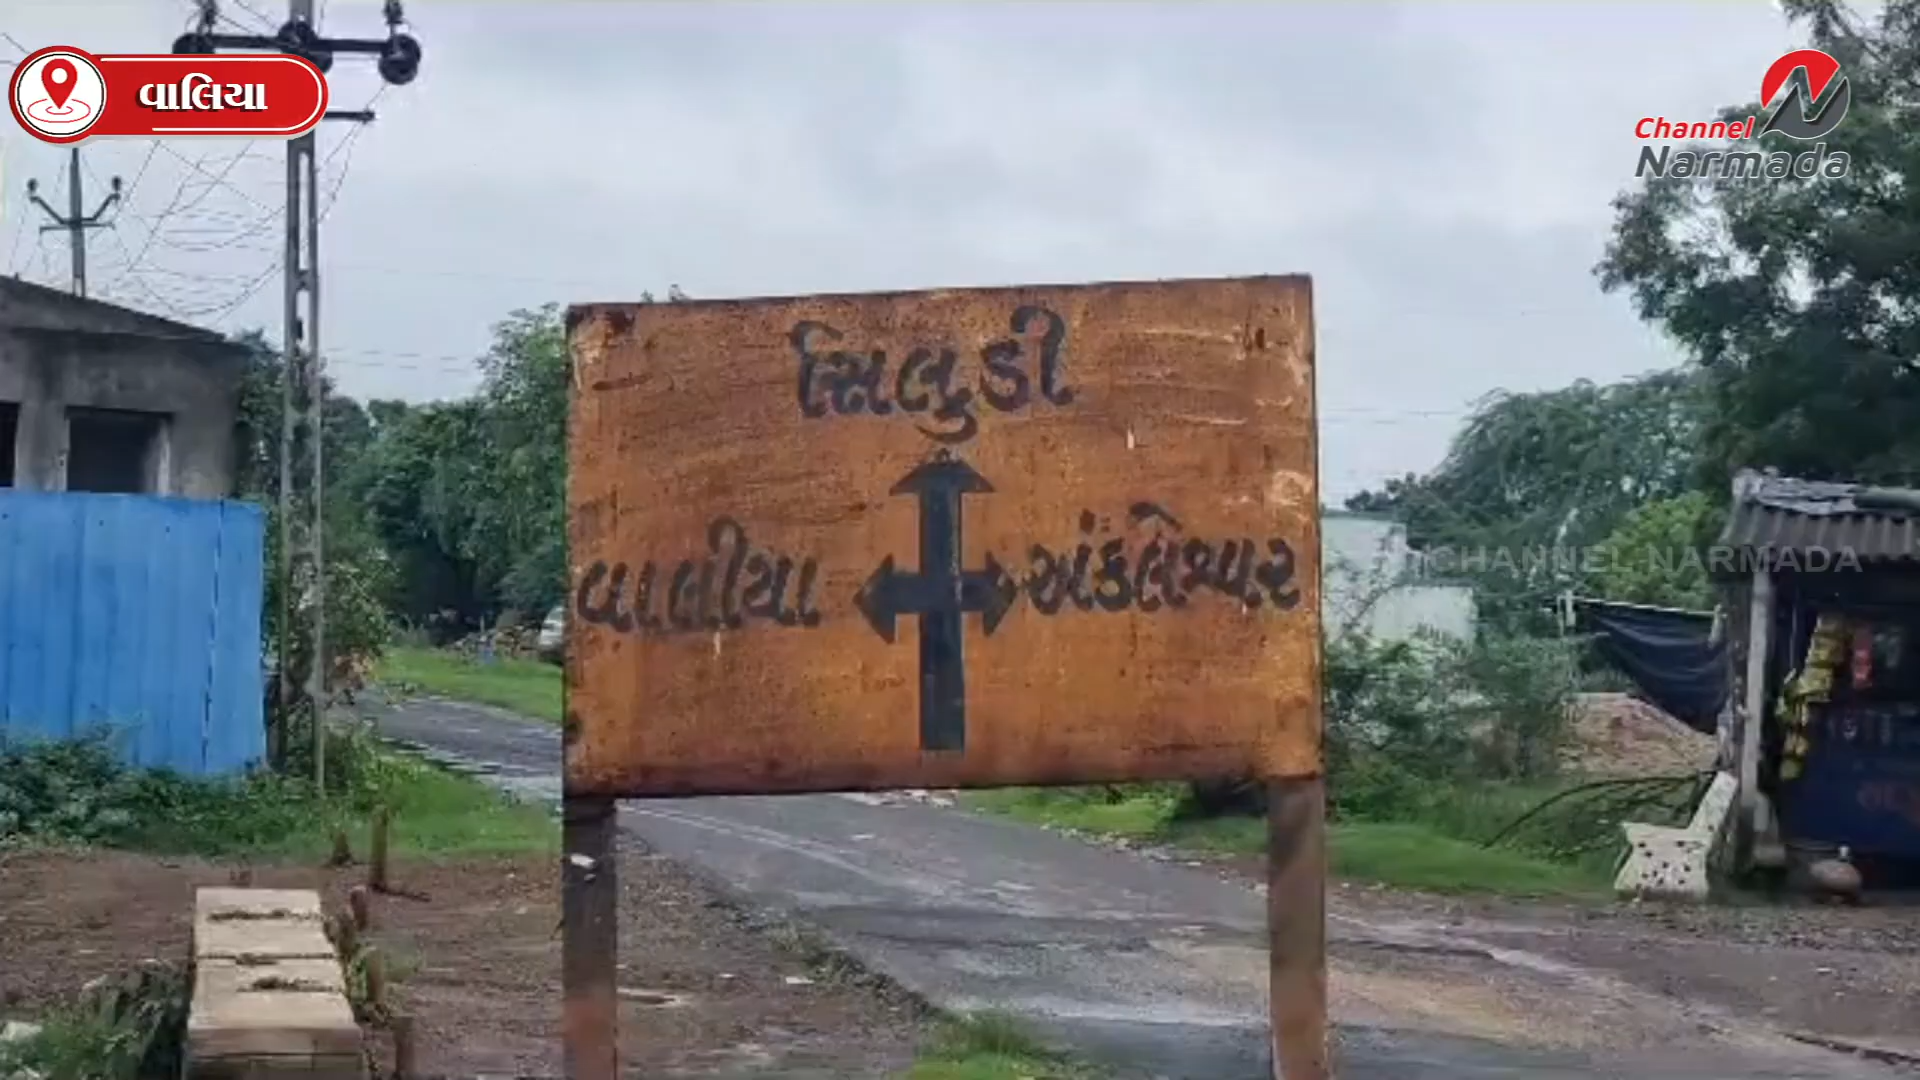 વાલિયા
Channel
Narmada
સિલુડી
વાલીયા
અંકલેશ્વર
CHANNEL NARMADA